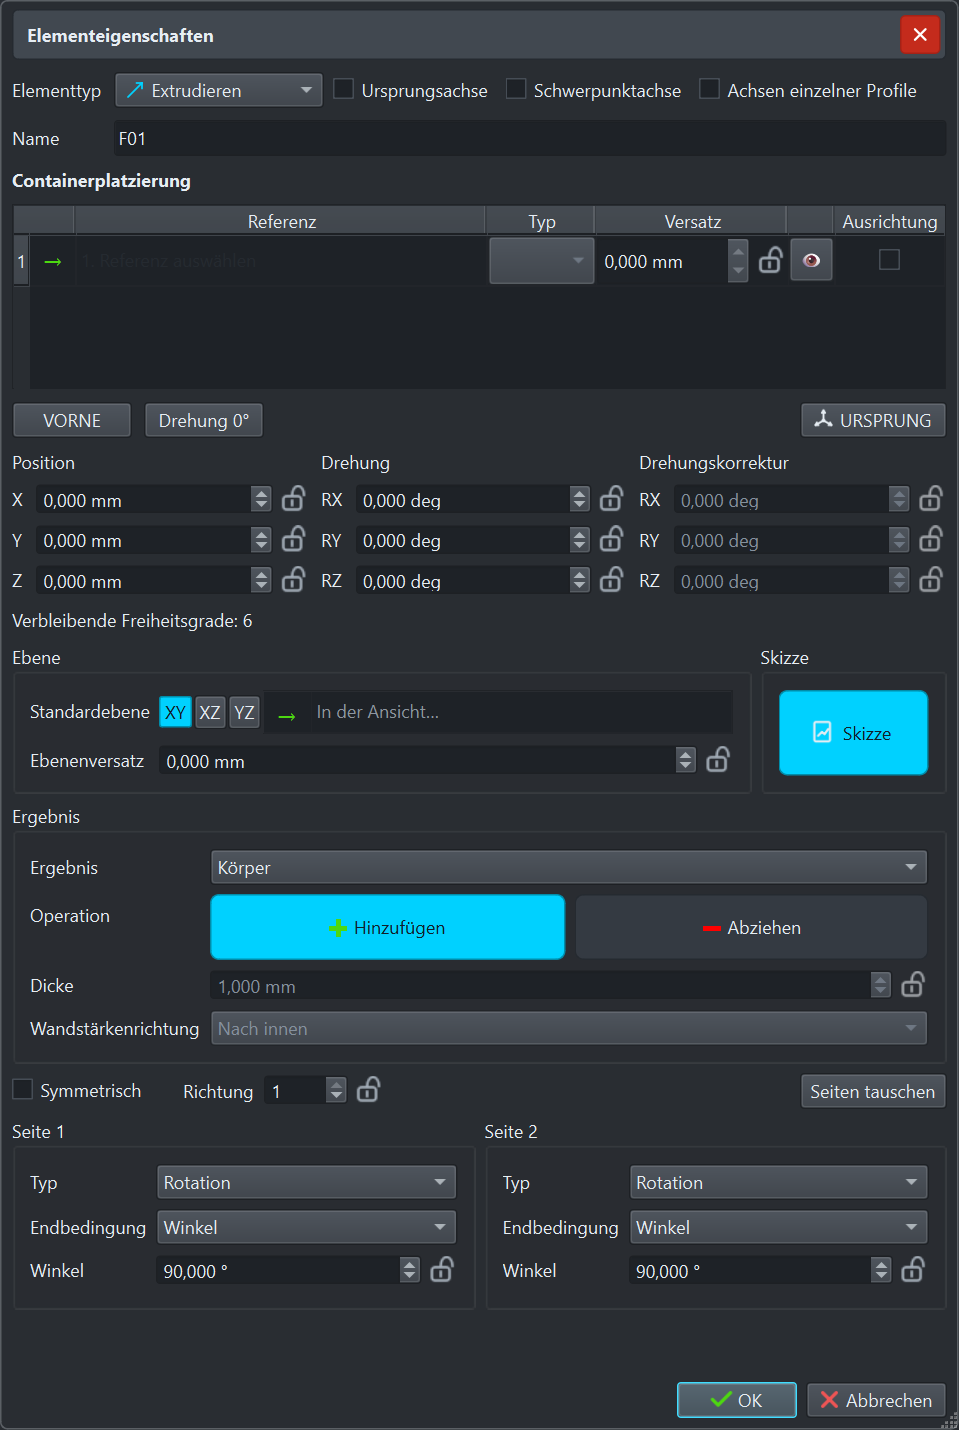 Elementeigenschaften
Elementtyp Extrudieren Ursprungsachse Schwerpunktachse Achsen einzelner Profile
Name F01
Containerplatzierung
Referenz Typ Versatz Ausrichtung
1 1. Referenz auswählen 0,000 mm
VORNE Drehung 0° URSPRUNG
Position Drehung Drehungskorrektur
X 0,000 mm RX 0,000 deg RX 0,000 deg
Y 0,000 mm RY 0,000 deg RY 0,000 deg
Z 0,000 mm RZ 0,000 deg RZ 0,000 deg
Verbleibende Freiheitsgrade: 6
Ebene Skizze
Standardebene XY XZ YZ In der Ansicht... Skizze
Ebenenversatz 0,000 mm
Ergebnis
Ergebnis Körper
Operation Hinzufügen Abziehen
Dicke 1,000 mm
Wandstärkenrichtung Nach innen
Symmetrisch Richtung 1 Seiten tauschen
Seite 1 Seite 2
Typ Rotation Typ Rotation
Endbedingung Winkel Endbedingung Winkel
Winkel 90,000 ° Winkel 90,000 °
OK Abbrechen